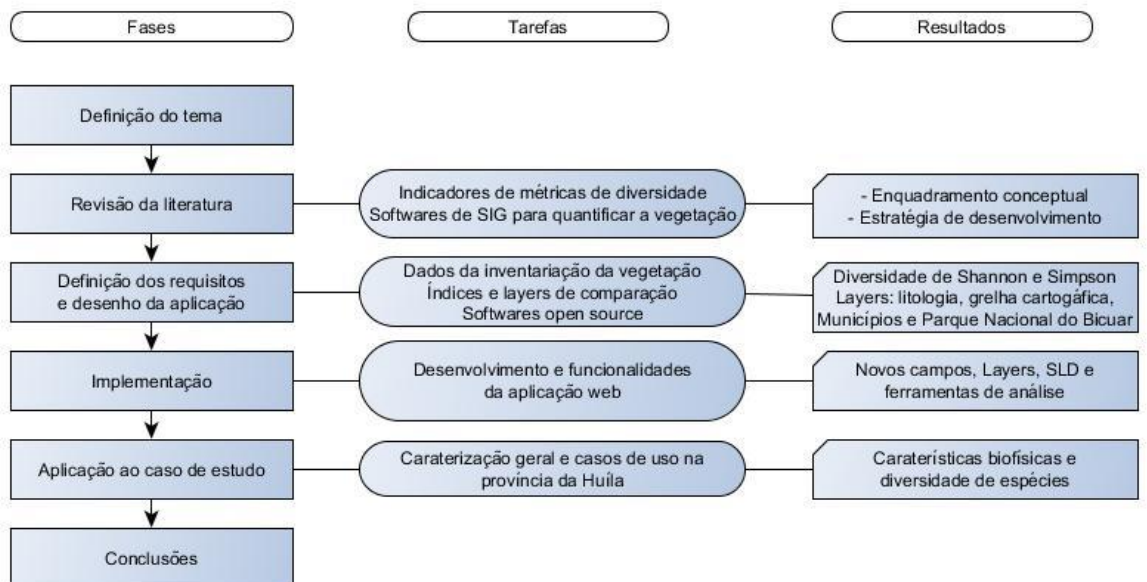 Fases
Tarefas
Resultados
Definição do tema
Revisão da literatura
Indicadores de métricas de diversidade
Softwares de SIG para quantificar a vegetação
- Enquadramento conceptual
- Estratégia de desenvolvimento
Definição dos requisitos
e desenho da aplicação
Dados da inventariação da vegetação
Índices e layers de comparação
Softwares open source
Diversidade de Shannon e Simpson
Layers: litologia, grelha cartogáfica,
Municípios e Parque Nacional do Bicuar
Implementação
Desenvolvimento e funcionalidades
da aplicação web
Novos campos, Layers, SLD e
ferramentas de análise
Aplicação ao caso de estudo
Caraterização geral e casos de uso na
província da Huíla
Caraterísticas biofísicas e
diversidade de espécies
Conclusões